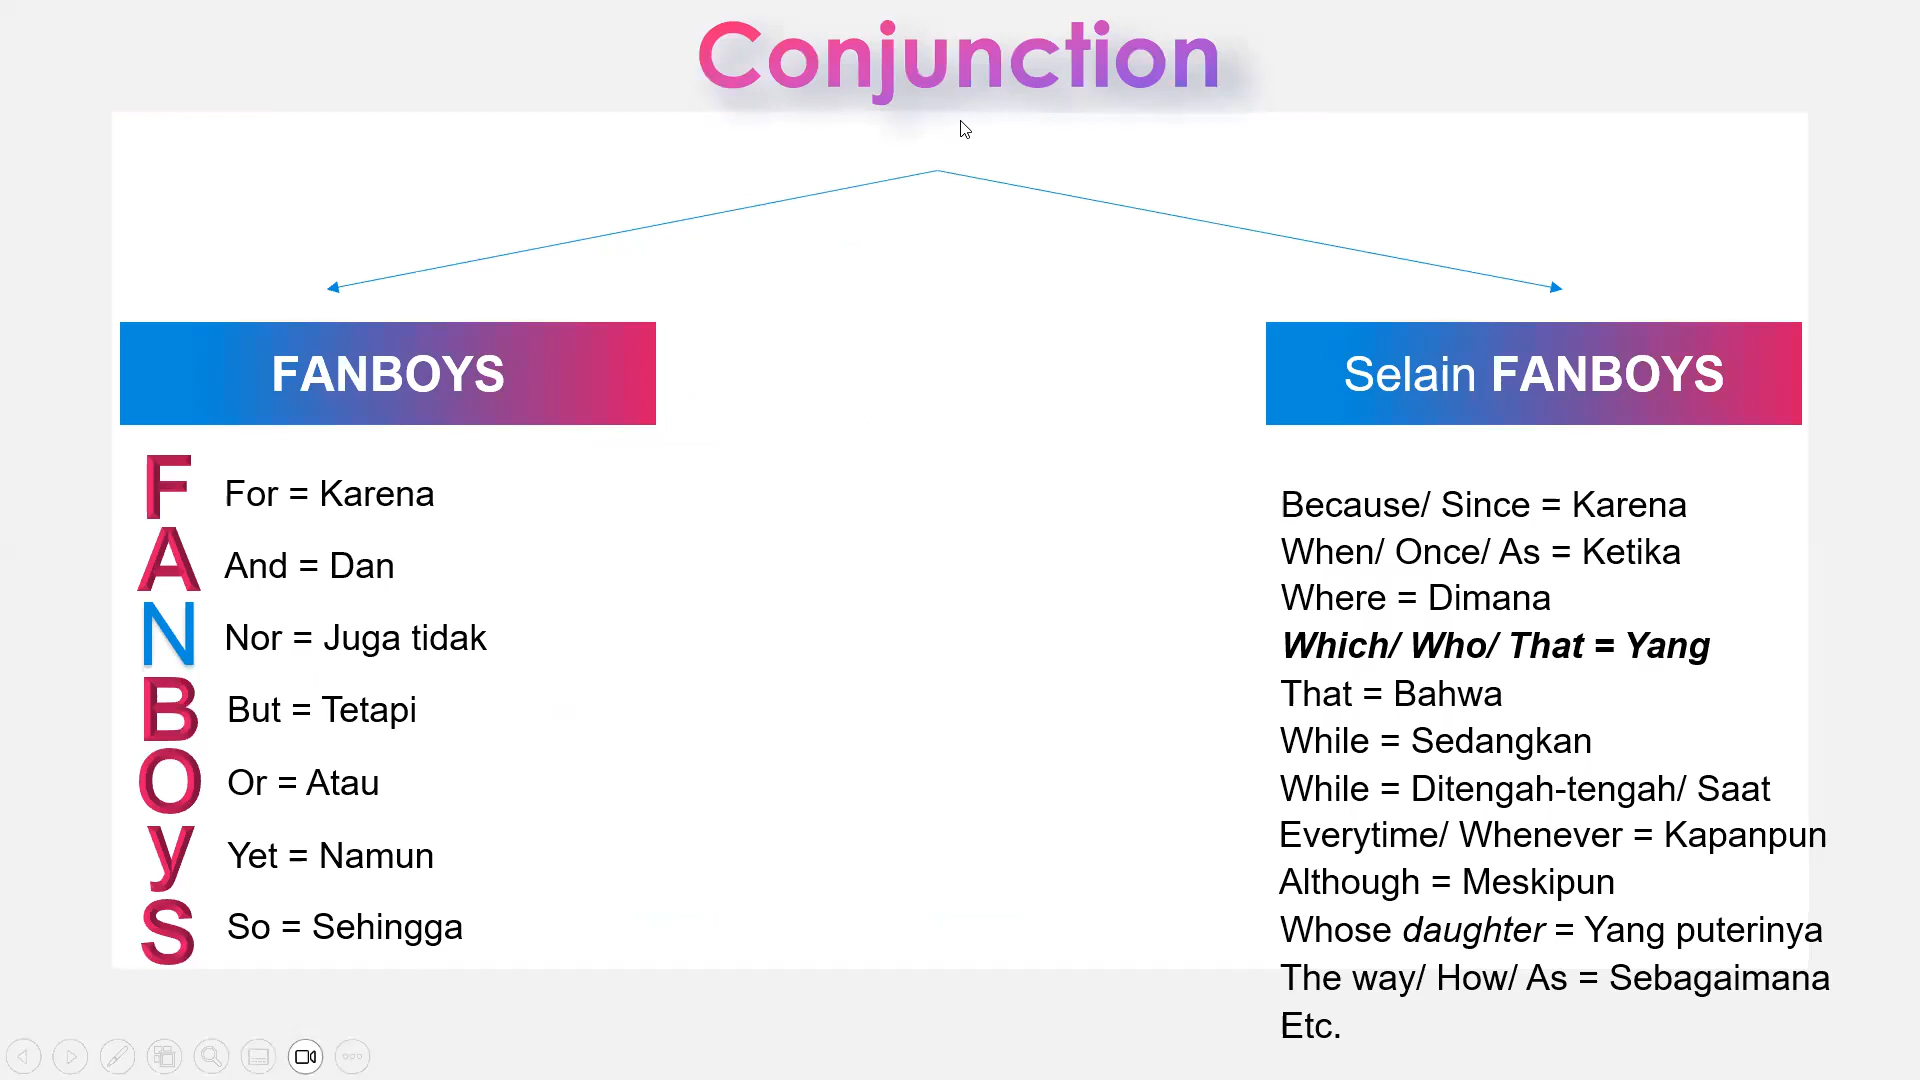 Conjunction
FANBOYS
F For = Karena
A And = Dan
N Nor = Juga tidak
B But = Tetapi
O Or = Atau
y Yet = Namun
S So = Sehingga
Selain FANBOYS
Because/ Since = Karena
When/ Once/ As = Ketika
Where = Dimana
Which/ Who/ That = Yang
That = Bahwa
While = Sedangkan
While = Ditengah-tengah/ Saat
Everytime/ Whenever = Kapanpun
Although = Meskipun
Whose daughter = Yang puterinya
The way/ How/ As = Sebagaimana
Etc.